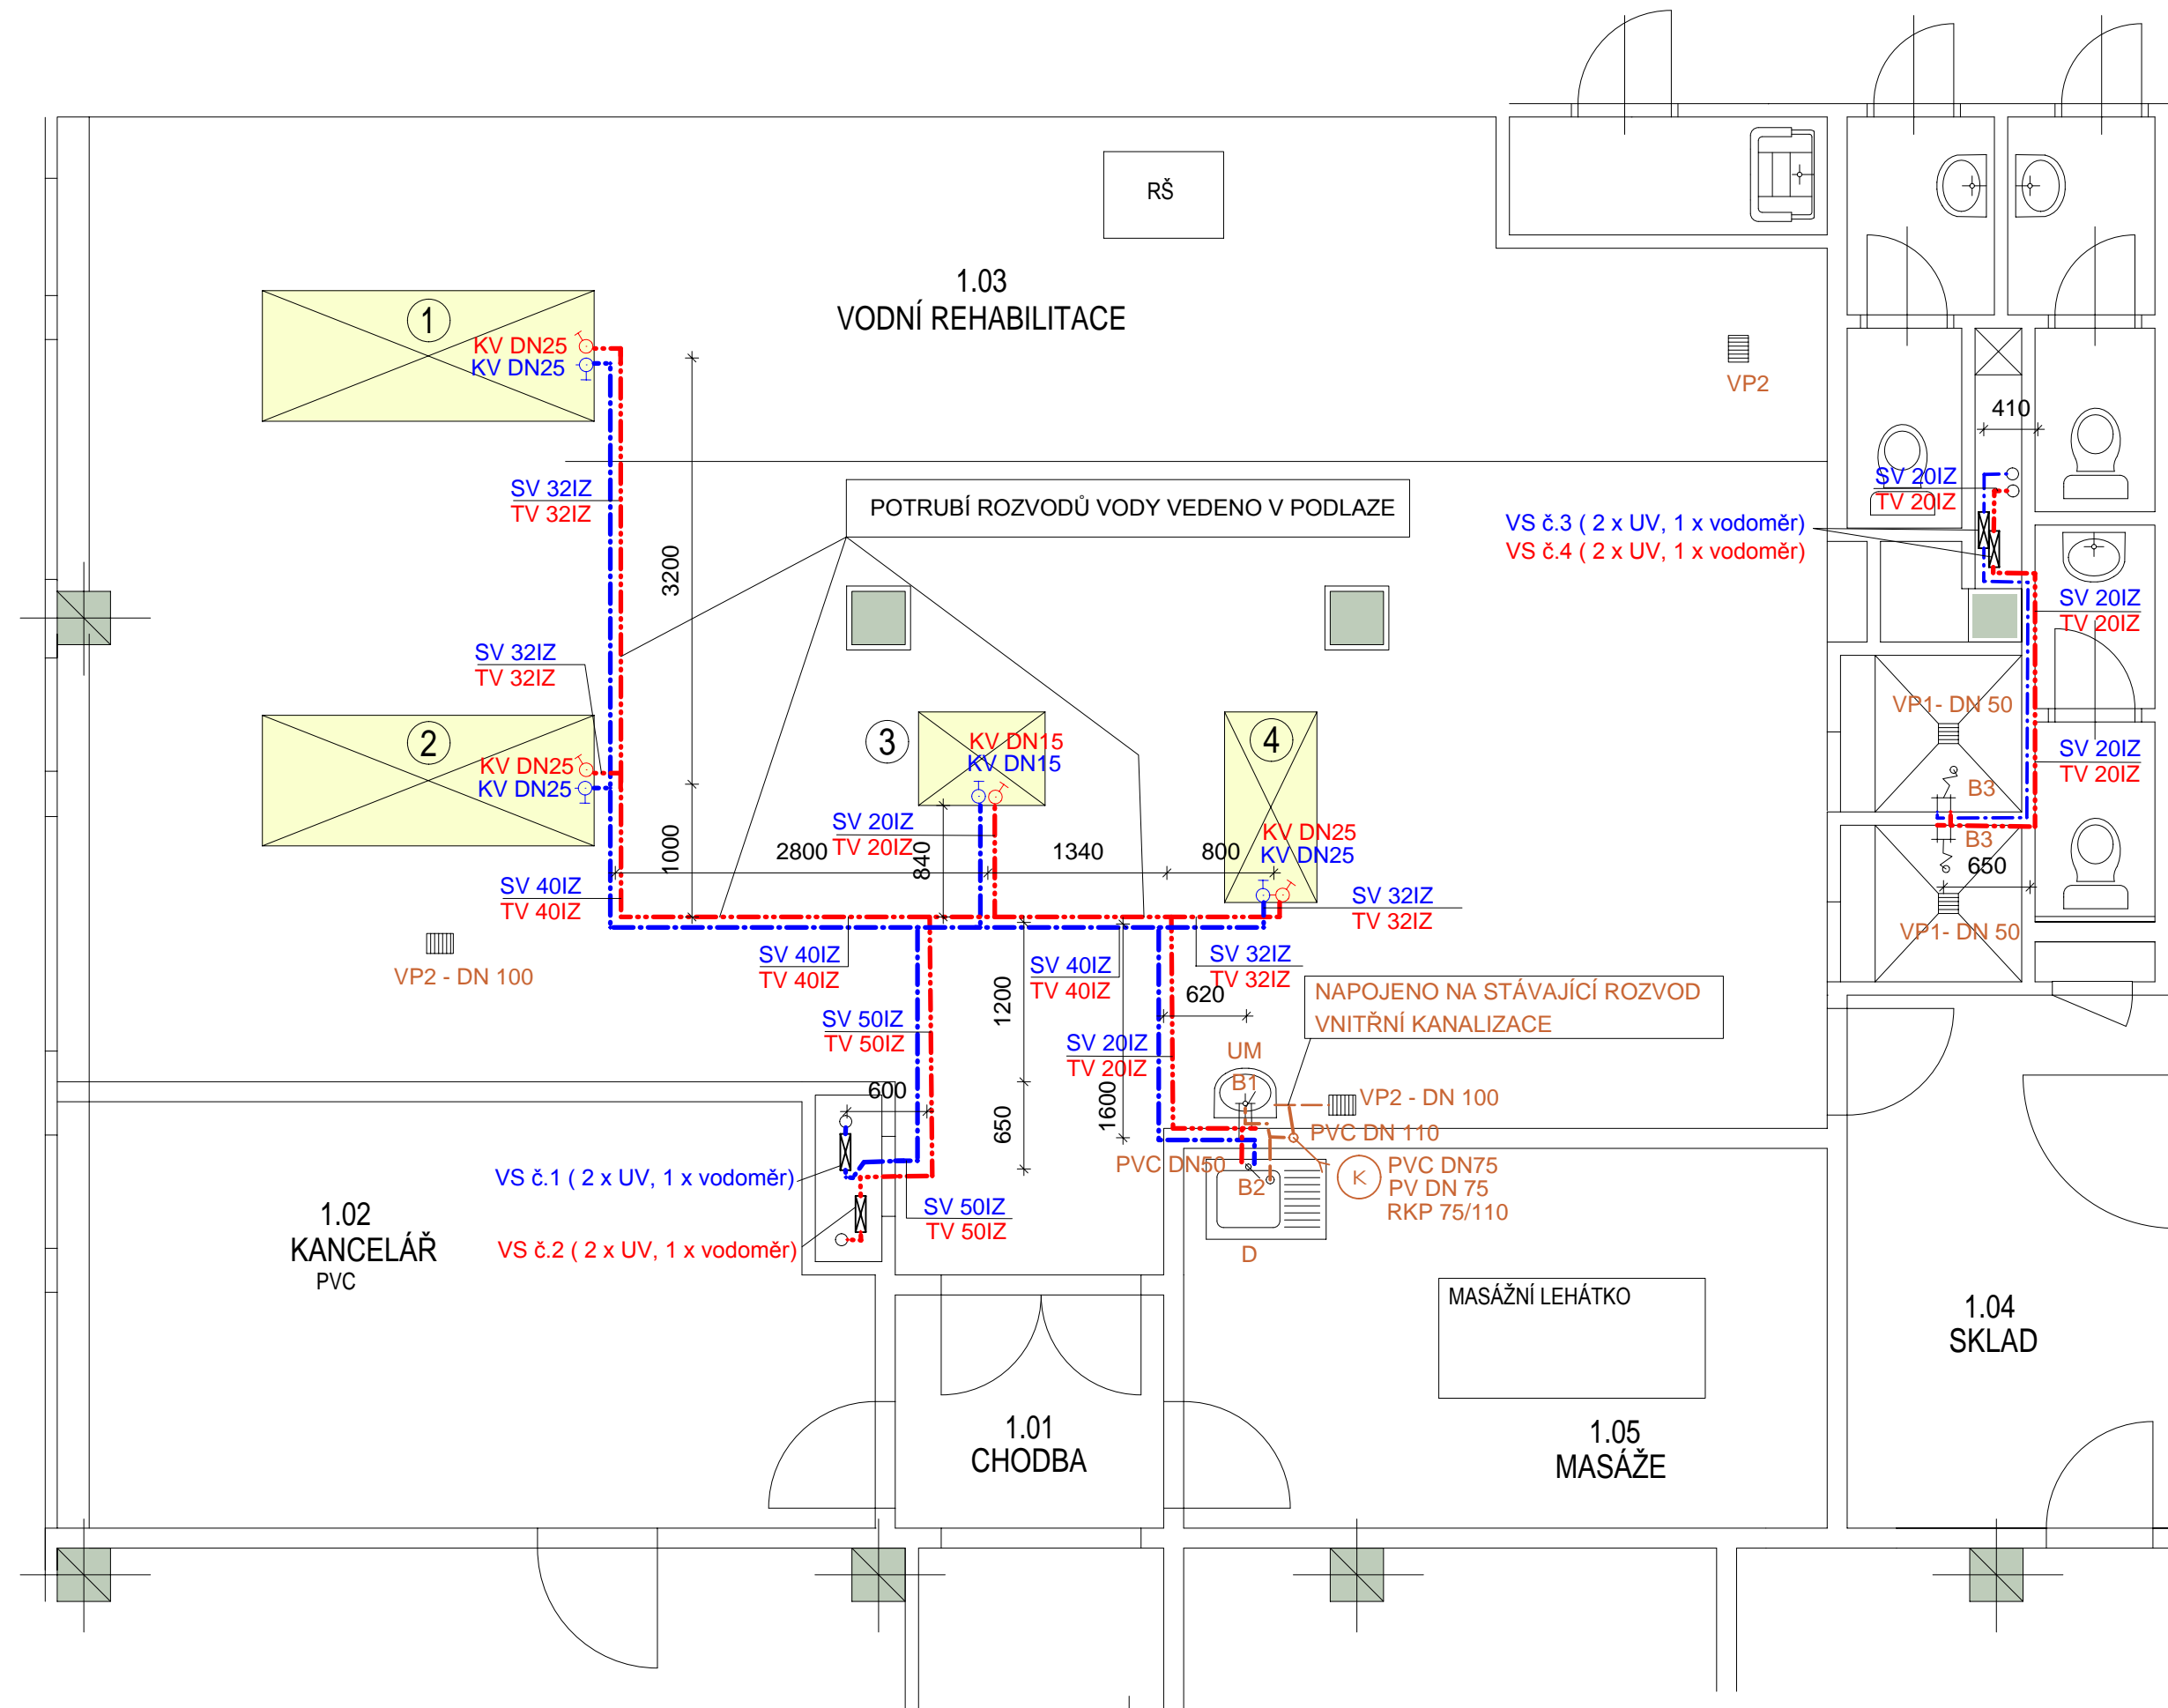 RŠ
1.03
VODNÍ REHABILITACE
1
KV DN25
KV DN25
VP2
410
SV 32IZ
TV 32IZ
POTRUBÍ ROZVODŮ VODY VEDENO V PODLAZE
SV 20IZ
TV 20IZ
VS č.3 ( 2 x UV, 1 x vodoměr)
VS č.4 ( 2 x UV, 1 x vodoměr)
3200
SV 20IZ
TV 20IZ
SV 32IZ
TV 32IZ
VP1- DN 50
2
KV DN25
KV DN25
3
KV DN15
KV DN15
4
SV 20IZ
TV 20IZ
B3
B3
650
SV 20IZ
TV 20IZ
1000
2800
840
1340
800
KV DN25
KV DN25
SV 40IZ
TV 40IZ
SV 32IZ
TV 32IZ
VP1- DN 50
VP2 - DN 100
SV 40IZ
TV 40IZ
SV 40IZ
TV 40IZ
SV 32IZ
TV 32IZ
1200
620
NAPOJENO NA STÁVAJÍCÍ ROZVOD
VNITŘNÍ KANALIZACE
SV 50IZ
TV 50IZ
SV 20IZ
TV 20IZ
UM
B1
600
650
1600
VP2 - DN 100
PVC DN 110
PVC DN50
B2
K
PVC DN75
PV DN 75
RKP 75/110
D
VS č.1 ( 2 x UV, 1 x vodoměr)
SV 50IZ
TV 50IZ
VS č.2 ( 2 x UV, 1 x vodoměr)
1.02
KANCELÁŘ
PVC
MASÁŽNÍ LEHÁTKO
1.04
SKLAD
1.01
CHODBA
1.05
MASÁŽE